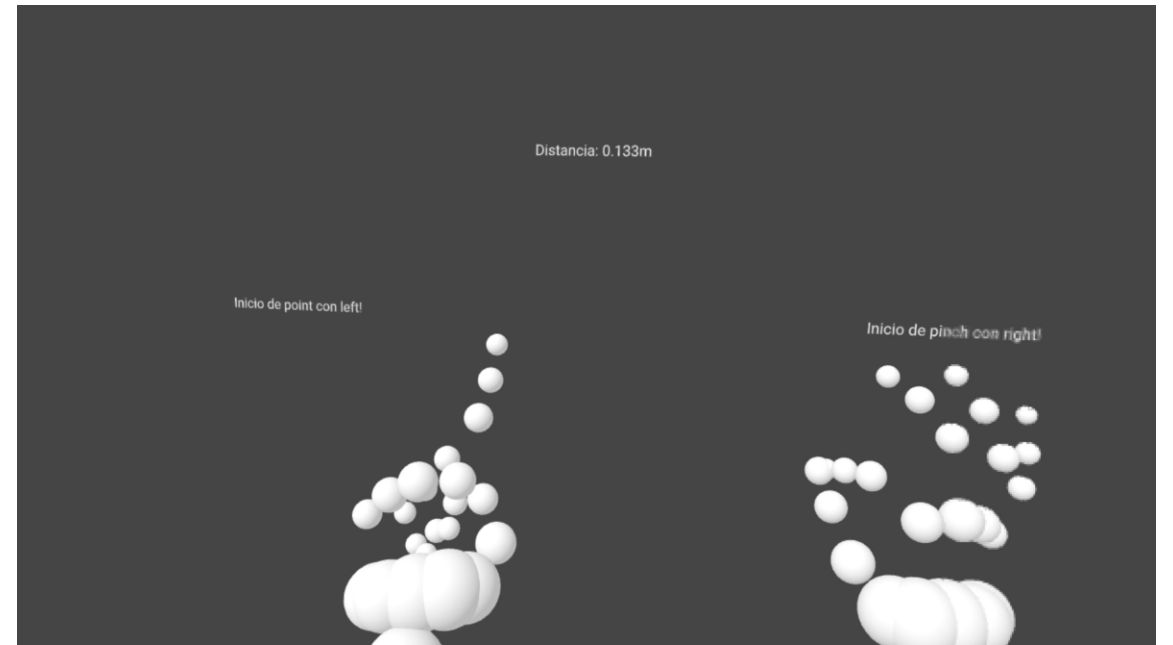 Distancia: 0.133m
Inicio de point con left!
Inicio de pinch con right!